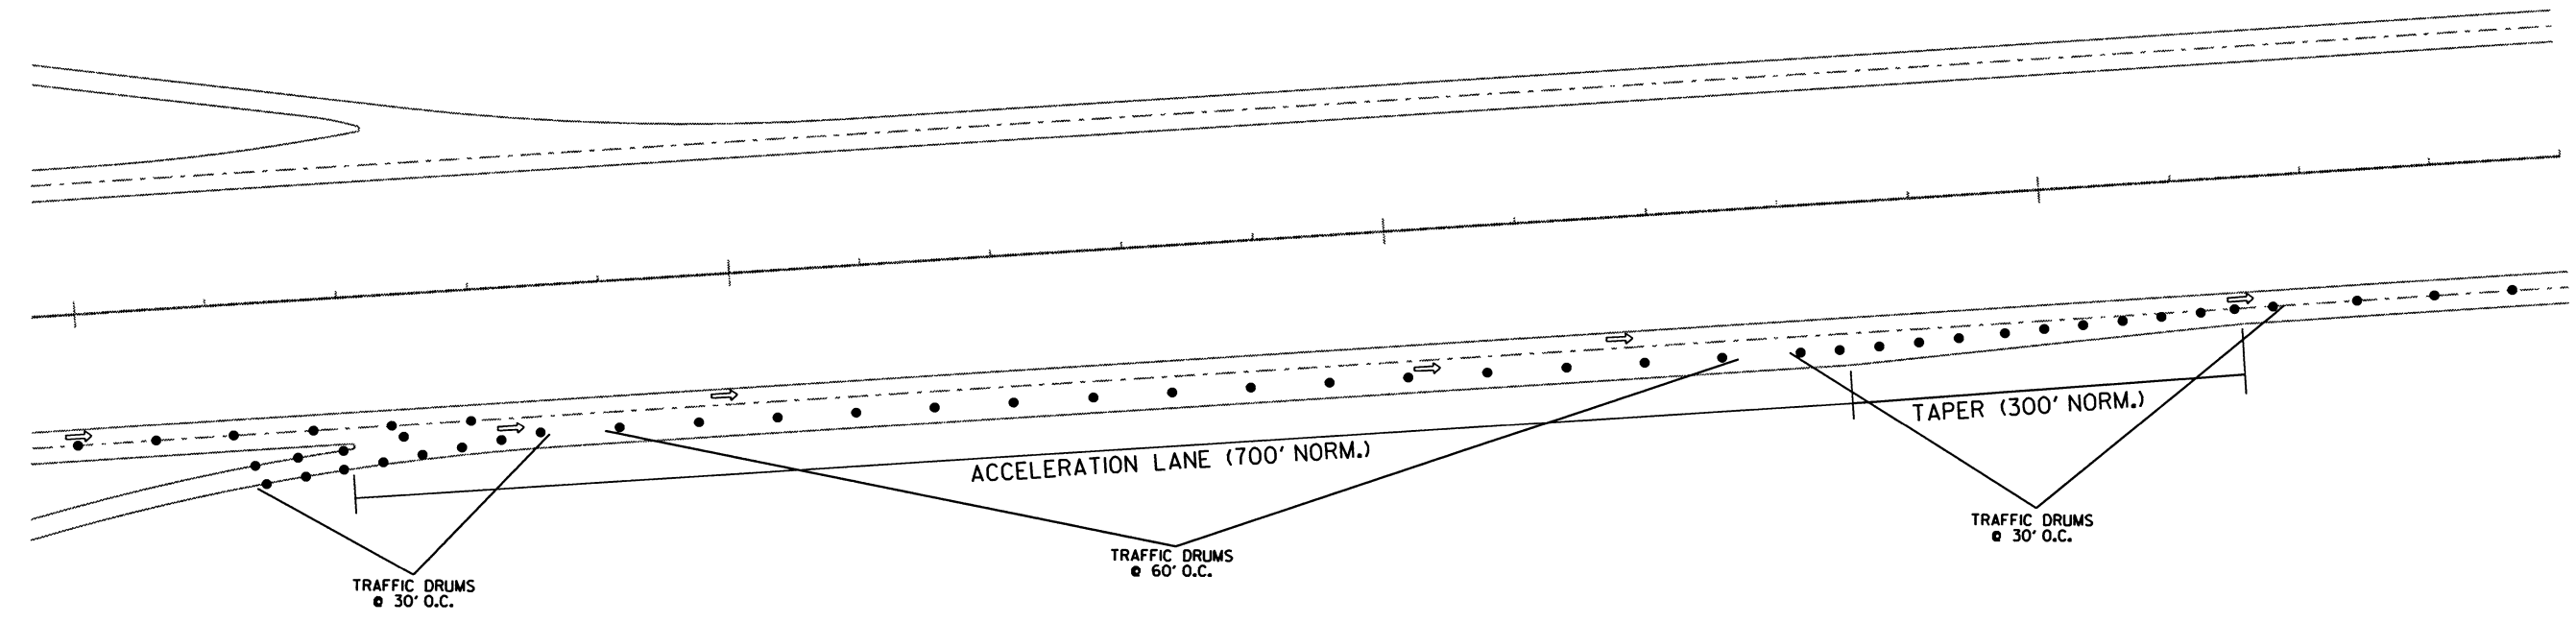 ACCELERATION LANE (700' NORM.)
TAPER (300' NORM.)
TRAFFIC DRUMS
@ 30' O.C.
TRAFFIC DRUMS
@ 60' O.C.
TRAFFIC DRUMS
@ 30' O.C.